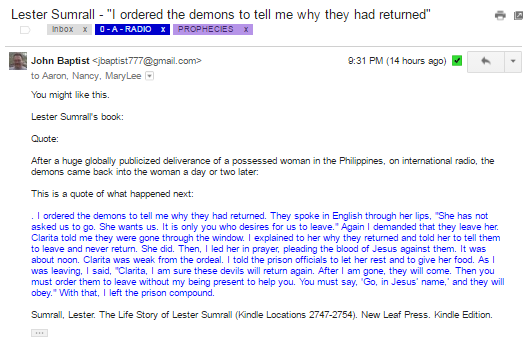 Lester Sumrall - "I ordered the demons to tell me why they had returned"
Inbox x 0 - A - RADIO x PROPHECIES x
John Baptist <jbaptist777@gmail.com> 9:31 PM (14 hours ago)
to Aaron, Nancy, MaryLee
You might like this.
Lester Sumrall's book:
Quote:
After a huge globally publicized deliverance of a possessed woman in the Philippines, on international radio, the
demons came back into the woman a day or two later:
This is a quote of what happened next:
. I ordered the demons to tell me why they had returned. They spoke in English through her lips, "She has not
asked us to go. She wants us. It is only you who desires for us to leave." Again I demanded that they leave her.
Clarita told me they were gone through the window. I explained to her why they returned and told her to tell them
to leave and never return. She did. Then, I led her in prayer, pleading the blood of Jesus against them. It was
about noon. Clarita was weak from the ordeal. I told the prison officials to let her rest and to give her food. As I
was leaving, I said, "Clarita, I am sure these devils will return again. After I am gone, they will come. Then you
must order them to leave without my being present to help you. You must say, 'Go, in Jesus' name,' and they will
obey." With that, I left the prison compound.
Sumrall, Lester. The Life Story of Lester Sumrall (Kindle Locations 2747-2754). New Leaf Press. Kindle Edition.